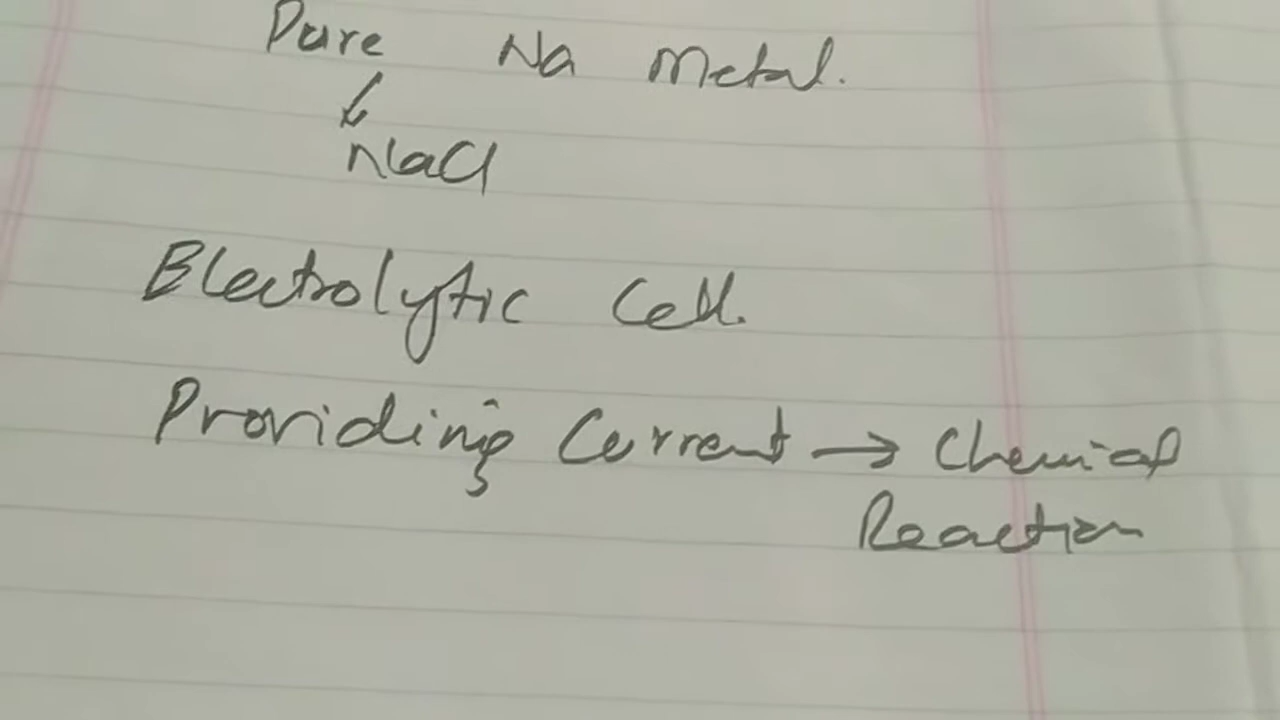 Pure Na Metal.
↓
NaCl
Electrolytic Cell.
Providing Current → Chemical
Reaction